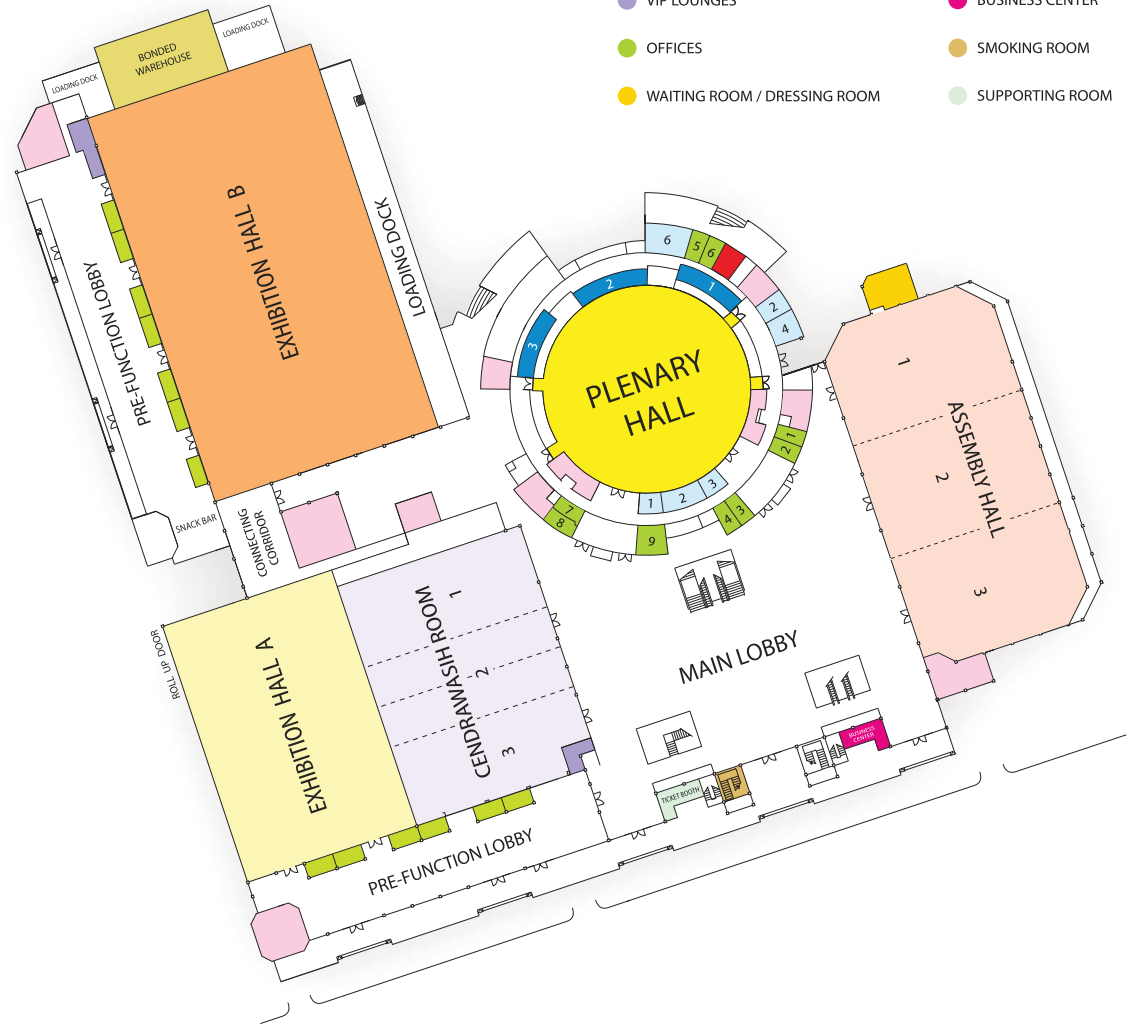 VIP LOUNGES
BUSINESS CENTER
OFFICES
SMOKING ROOM
WAITING ROOM / DRESSING ROOM
SUPPORTING ROOM
LOADING DOCK
BONDED
WAREHOUSE
LOADING DOCK
EXHIBITION HALL B
LOADING DOCK
PRE-FUNCTION LOBBY
SNACK BAR
CONNECTING
CORRIDOR
6
5
6
1
2
3
2
4
PLENARY
HALL
1
2
1
2
3
3
4
7
8
9
1
ASSEMBLY HALL
2
3
ROLL UP DOOR
EXHIBITION HALL A
CENDRAWASIH ROOM
1
2
3
MAIN LOBBY
BUSINESS
CENTER
TICKET BOOTH
PRE-FUNCTION LOBBY